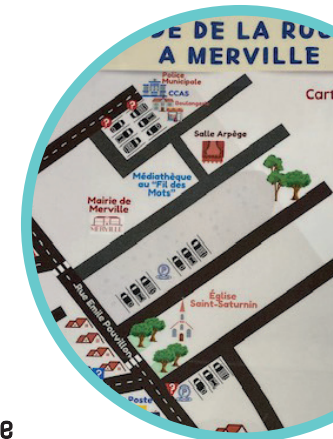 DE LA
A MERVILLE
Cart
Police
Municipale
CCAS
Boulangerie
Salle Arpège
Médiathèque
au "Fil des
Mots"
Mairie de
Merville
MERVILLE
Rue Emile Pouvillon
Église
Saint-Saturnin
Poste
e